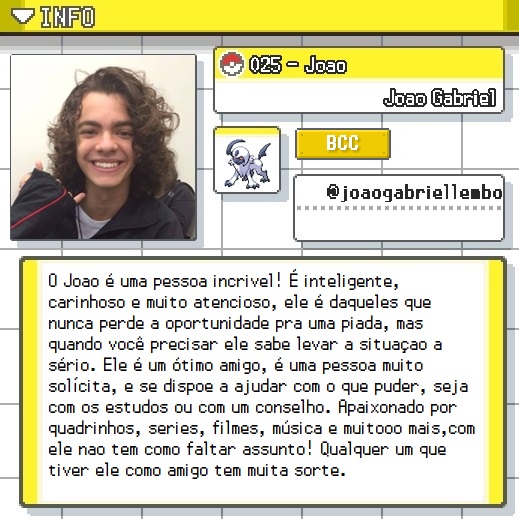 INFO
025 - Joao
Joao Gabriel
BCC
@joaogabriellembo
O Joao é uma pessoa incrivel! É inteligente,
carinhoso e muito atencioso, ele é daqueles que
nunca perde a oportunidade pra uma piada, mas
quando você precisar ele sabe levar a situaçao a
sério. Ele é um ótimo amigo, é uma pessoa muito
solícita, e se dispoe a ajudar com o que puder, seja
com os estudos ou com um conselho. Apaixonado por
quadrinhos, series, filmes, música e muitooo mais,com
ele nao tem como faltar assunto! Qualquer um que
tiver ele como amigo tem muita sorte.